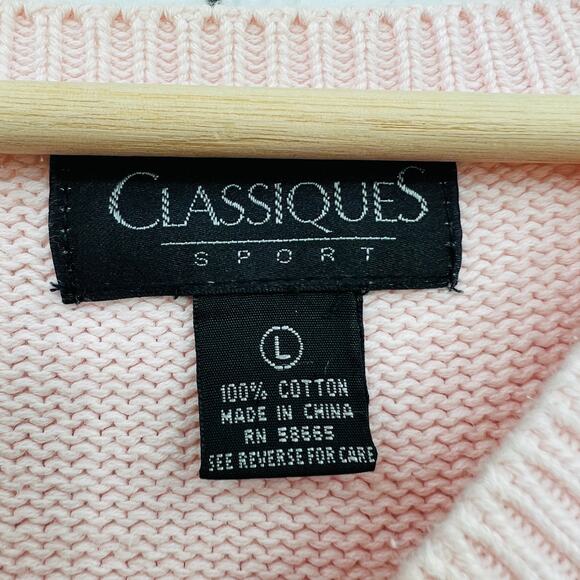 CLASSIQUES
SPORT
L
100% COTTON
MADE IN CHINA
RN 58665
SEE REVERSE FOR CARE